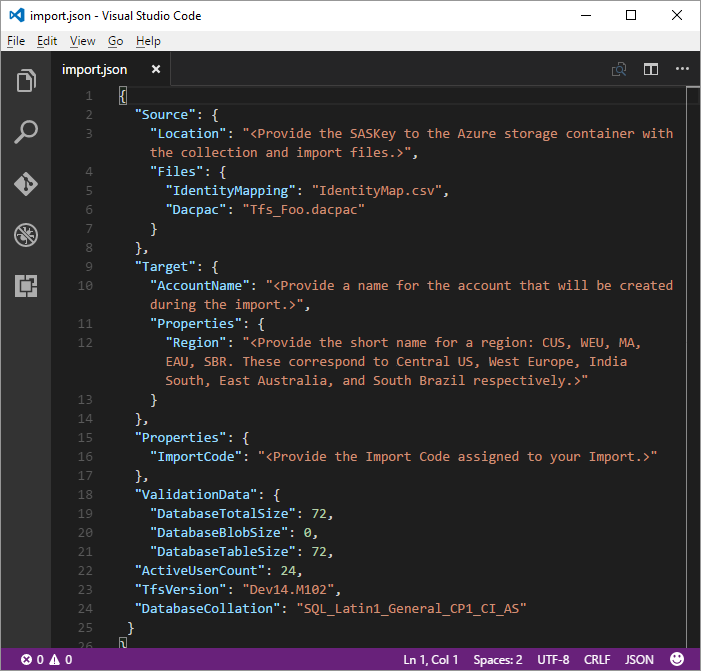 import.json - Visual Studio Code
File Edit View Go Help
import.json
1 {
2 "Source": {
3 "Location": "<Provide the SASKey to the Azure storage container with
the collection and import files.>",
4 "Files": {
5 "IdentityMapping": "IdentityMap.csv",
6 "Dacpac": "Tfs_Foo.dacpac"
7 }
8 },
9 "Target": {
10 "AccountName": "<Provide a name for the account that will be created
during the import.>",
11 "Properties": {
12 "Region": "<Provide the short name for a region: CUS, WEU, MA,
EAU, SBR. These correspond to Central US, West Europe, India
South, East Australia, and South Brazil respectively.>"
13 }
14 },
15 "Properties": {
16 "ImportCode": "<Provide the Import Code assigned to your Import.>"
17 },
18 "ValidationData": {
19 "DatabaseTotalSize": 72,
20 "DatabaseBlobSize": 0,
21 "DatabaseTableSize": 72,
22 "ActiveUserCount": 24,
23 "TfsVersion": "Dev14.M102",
24 "DatabaseCollation": "SQL_Latin1_General_CP1_CI_AS"
25 }
26 }
0 0 Ln 1, Col 1 Spaces: 2 UTF-8 CRLF JSON